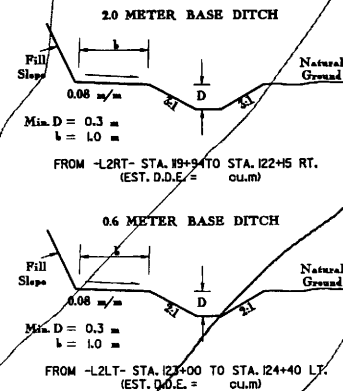 2.0 METER BASE DITCH
b
Fill
Slope
Natural
Ground
0.08 m/m
3:1
D
3:1
Min. D = 0.3 m
b = 1.0 m
FROM -L2RT- STA. 119+94 TO STA. 122+15 RT.
(EST. D.D.E. = cu.m)
0.6 METER BASE DITCH
b
Fill
Slope
Natural
Ground
0.08 m/m
2:1
D
2:1
Min. D = 0.3 m
b = 1.0 m
FROM -L2LT- STA. 123+00 TO STA. 124+40 LT.
(EST. D.D.E. = cu.m)